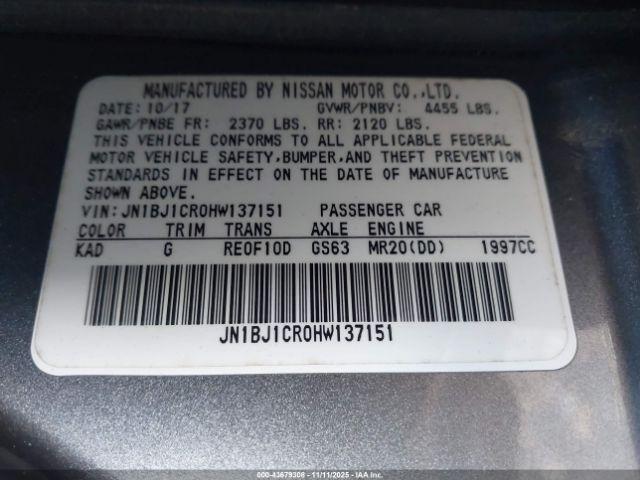 MANUFACTURED BY NISSAN MOTOR CO.,LTD.
DATE: 10/17 GVWR/PNBV: 4455 LBS.
GAWR/PNBE FR: 2370 LBS. RR: 2120 LBS.
THIS VEHICLE CONFORMS TO ALL APPLICABLE FEDERAL
MOTOR VEHICLE SAFETY,BUMPER,AND THEFT PREVENTION
STANDARDS IN EFFECT ON THE DATE OF MANUFACTURE
SHOWN ABOVE.
VIN: JN1BJ1CR0HW137151 PASSENGER CAR
COLOR TRIM TRANS AXLE ENGINE
KAD G RE0F10D GS63 MR20(DD) 1997CC
JN1BJ1CR0HW137151
000-43679308 - 11/11/2025 - IAAI.COM